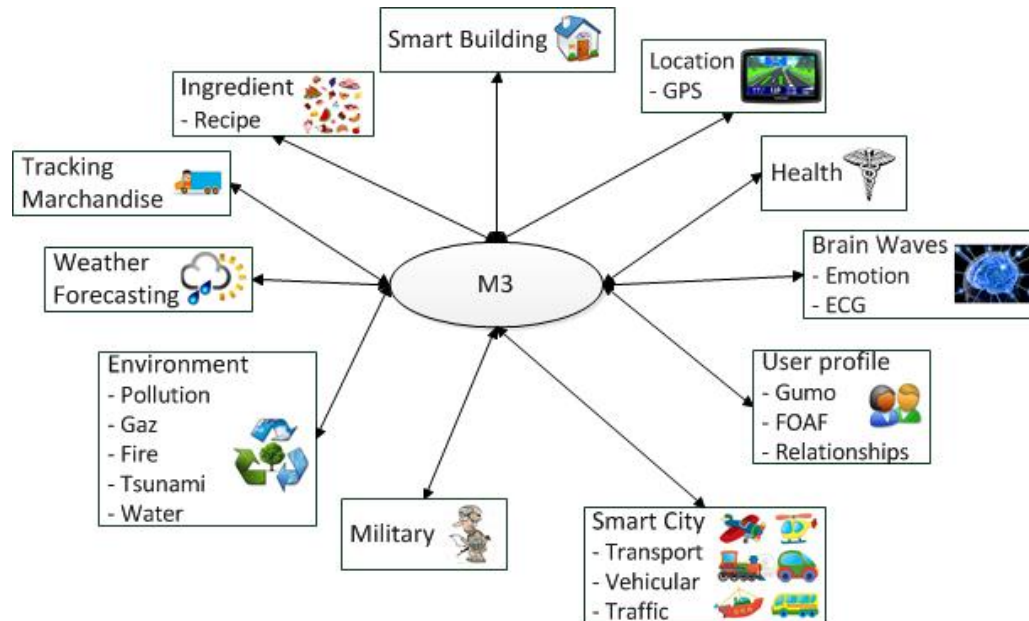 Smart Building
Location
- GPS
Ingredient
- Recipe
Tracking
Marchandise
Health
Weather
Forecasting
M3
Brain Waves
- Emotion
- ECG
Environment
- Pollution
- Gaz
- Fire
- Tsunami
- Water
User profile
- Gumo
- FOAF
- Relationships
Military
Smart City
- Transport
- Vehicular
- Traffic